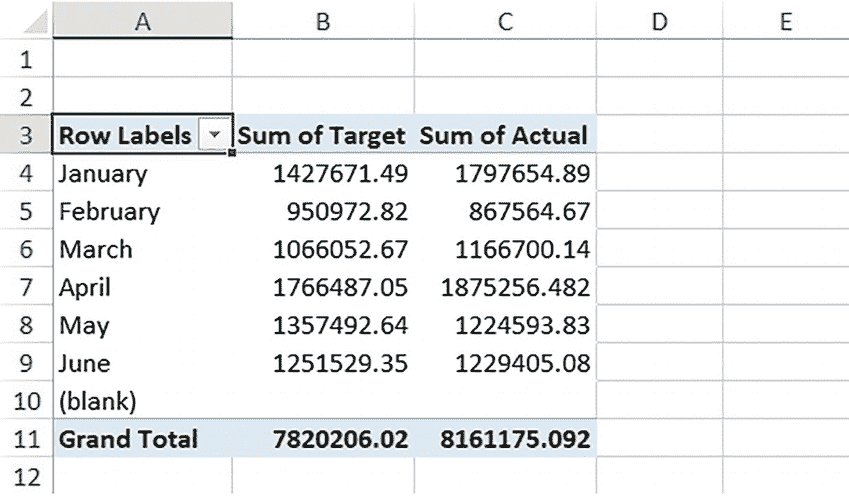 A B C D E
1
2
3 Row Labels Sum of Target Sum of Actual
4 January 1427671.49 1797654.89
5 February 950972.82 867564.67
6 March 1066052.67 1166700.14
7 April 1766487.05 1875256.482
8 May 1357492.64 1224593.83
9 June 1251529.35 1229405.08
10 (blank)
11 Grand Total 7820206.02 8161175.092
12